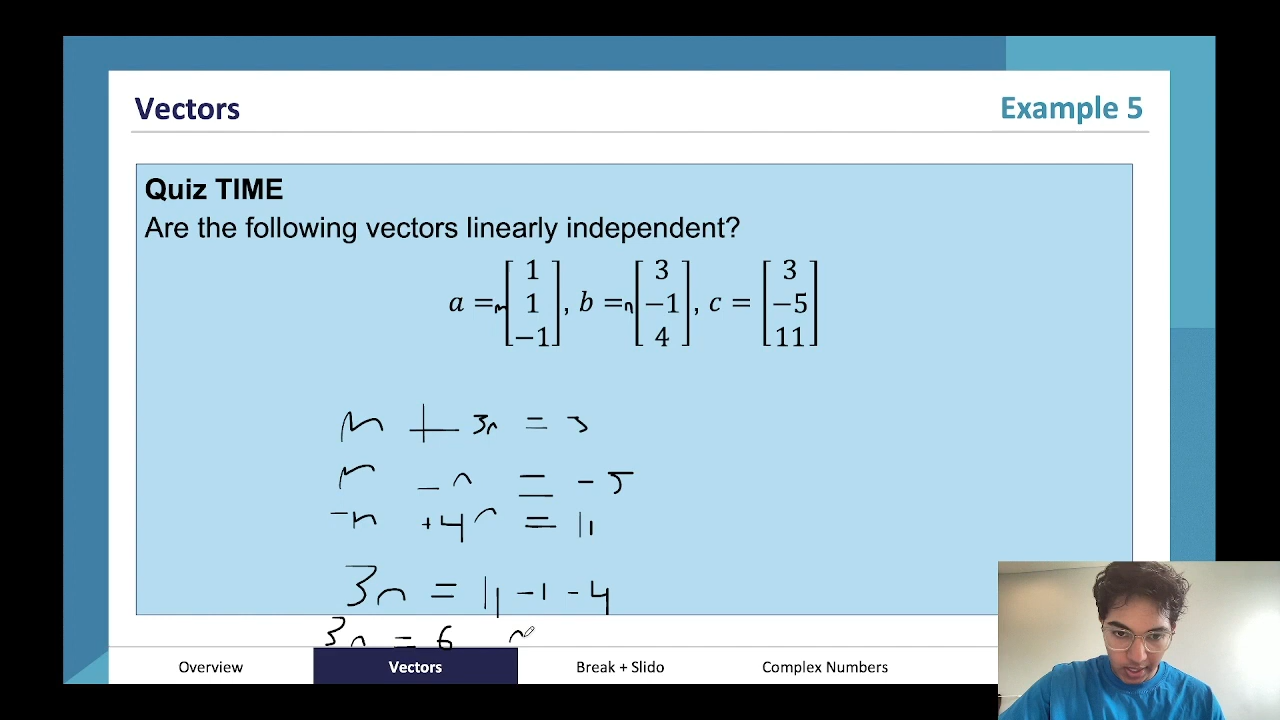 Vectors
Example 5
Quiz TIME
Are the following vectors linearly independent?
a = m [1 1 −1], b = n [3 −1 4], c = [3 −5 11]
m + 3n = 3
m - n = -5
-m +4n = 11
3n = 11 -1 -4
3n = 6 n
Overview
Vectors
Break + Slido
Complex Numbers